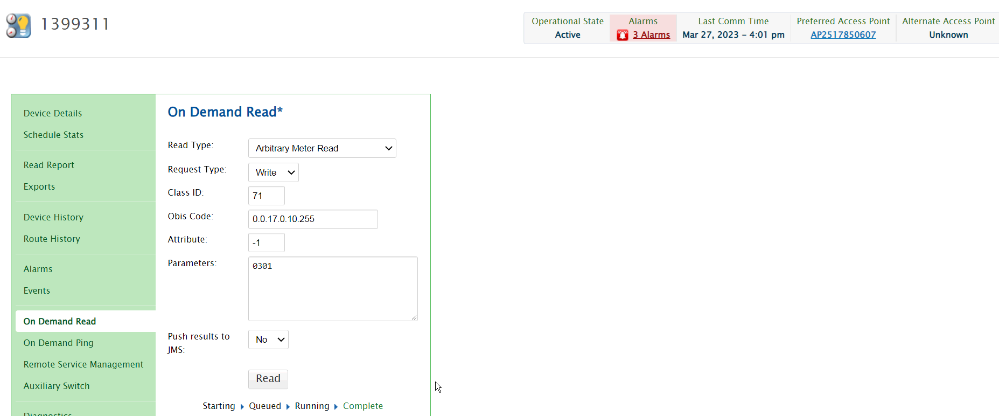 1399311
Operational State
Active
Alarms
3 Alarms
Last Comm Time
Mar 27, 2023 - 4:01 pm
Preferred Access Point
AP2517850607
Alternate Access Point
Unknown
Device Details
Schedule Stats
Read Report
Exports
Device History
Route History
Alarms
Events
On Demand Read
On Demand Ping
Remote Service Management
Auxiliary Switch
Diagnostics
On Demand Read*
Read Type: Arbitrary Meter Read
Request Type: Write
Class ID: 71
Obis Code: 0.0.17.0.10.255
Attribute: -1
Parameters: 0301
Push results to
JMS: No
Read
Starting Queued Running Complete